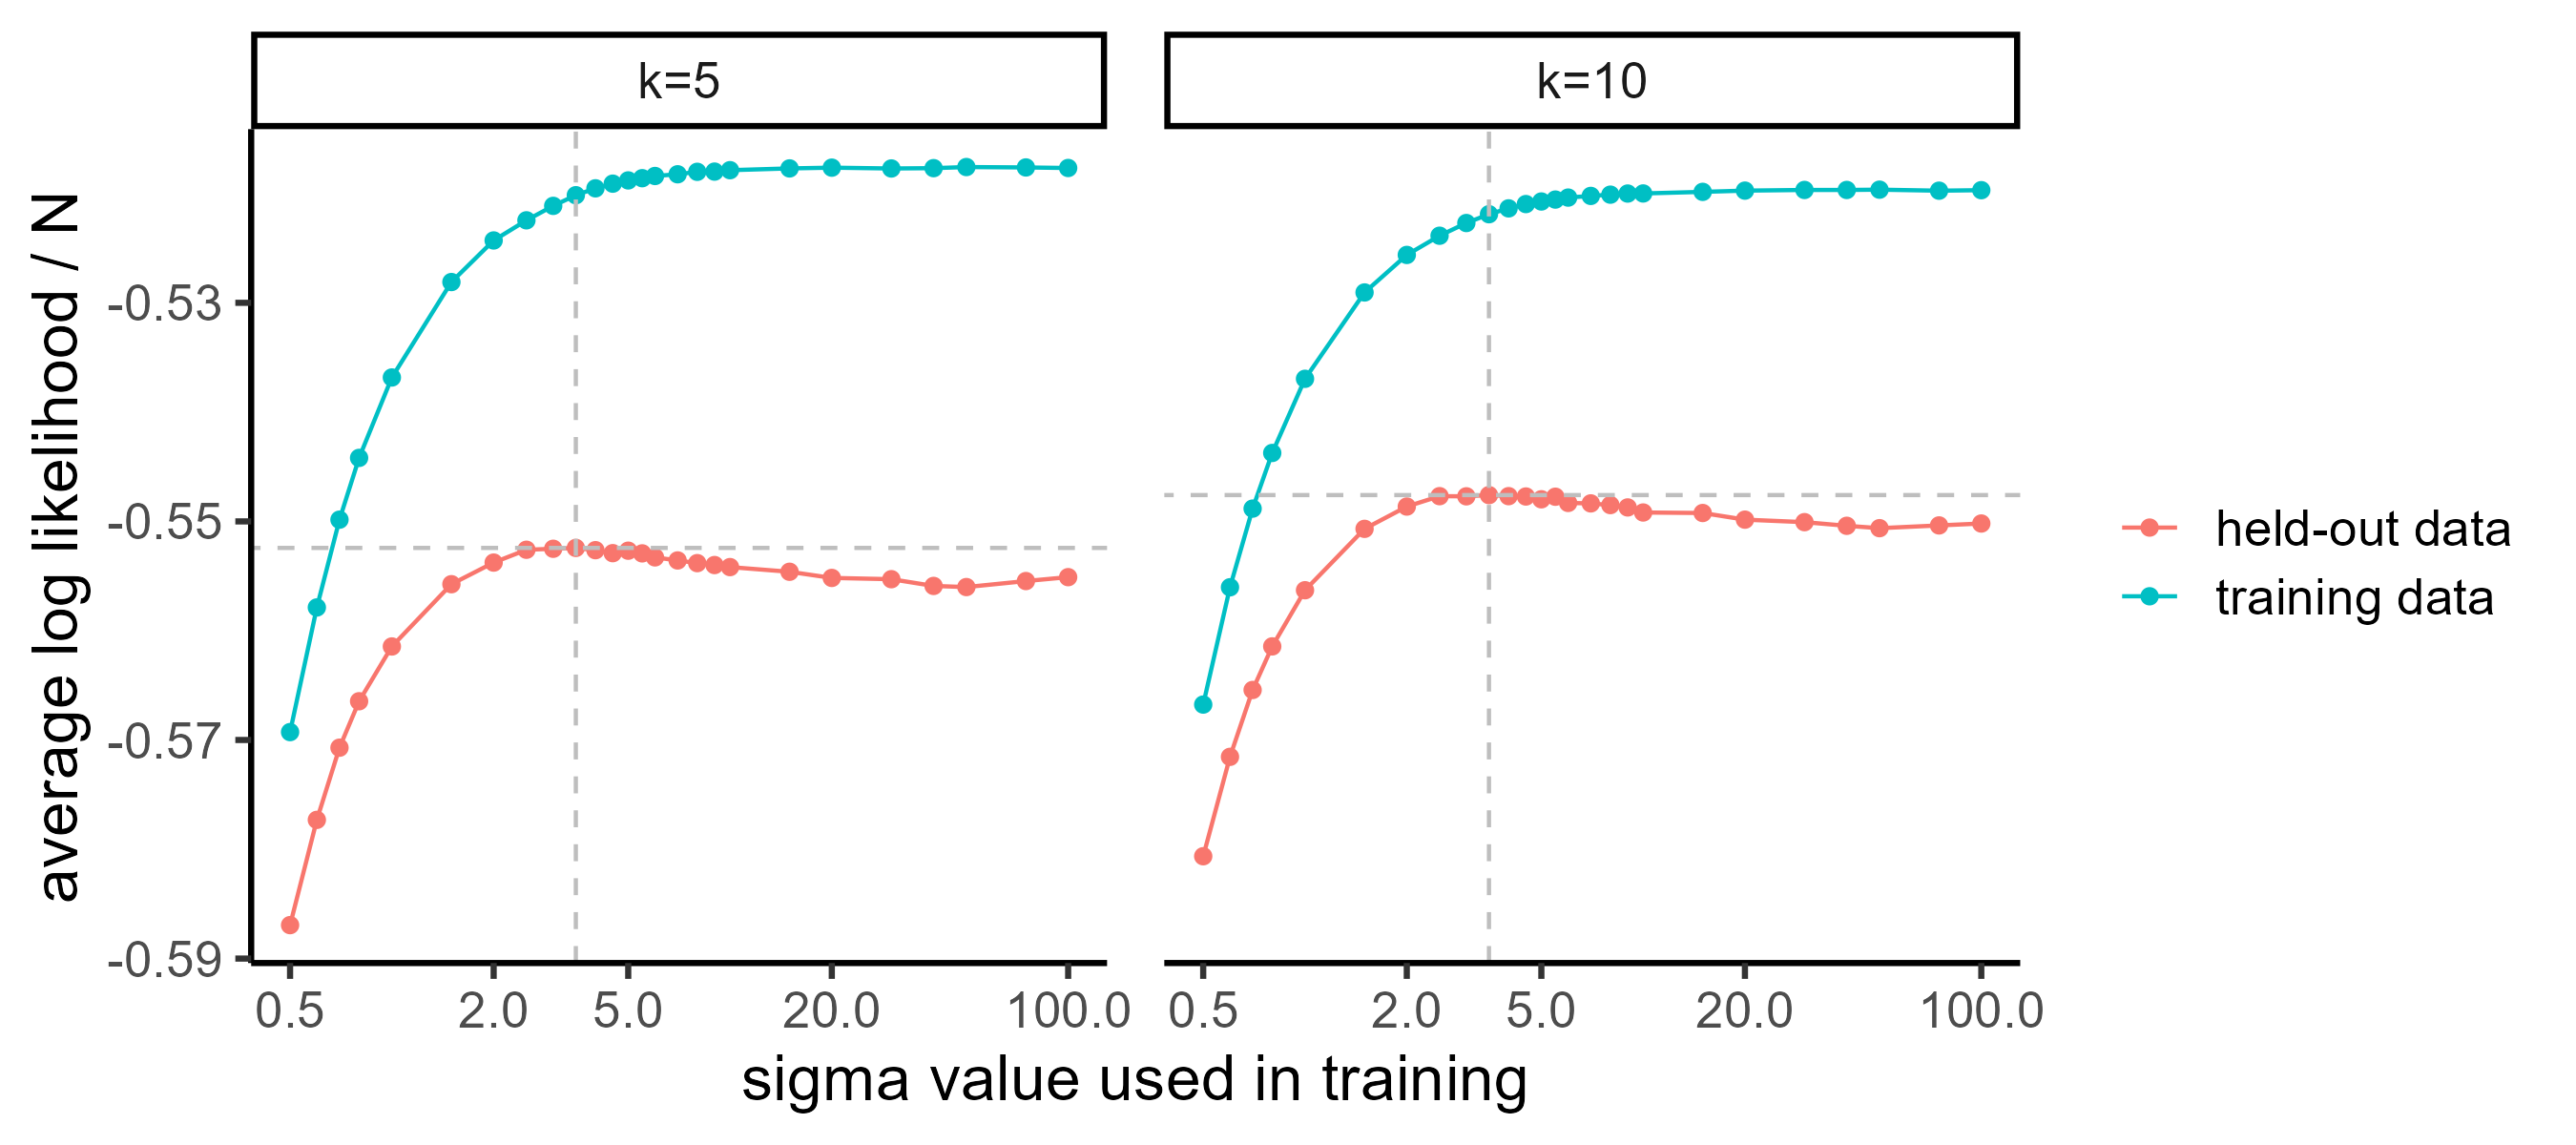 k=5
k=10
average log likelihood / N
-0.53
-0.55
-0.57
-0.59
0.5
2.0
5.0
20.0
100.0
0.5
2.0
5.0
20.0
100.0
sigma value used in training
held-out data
training data